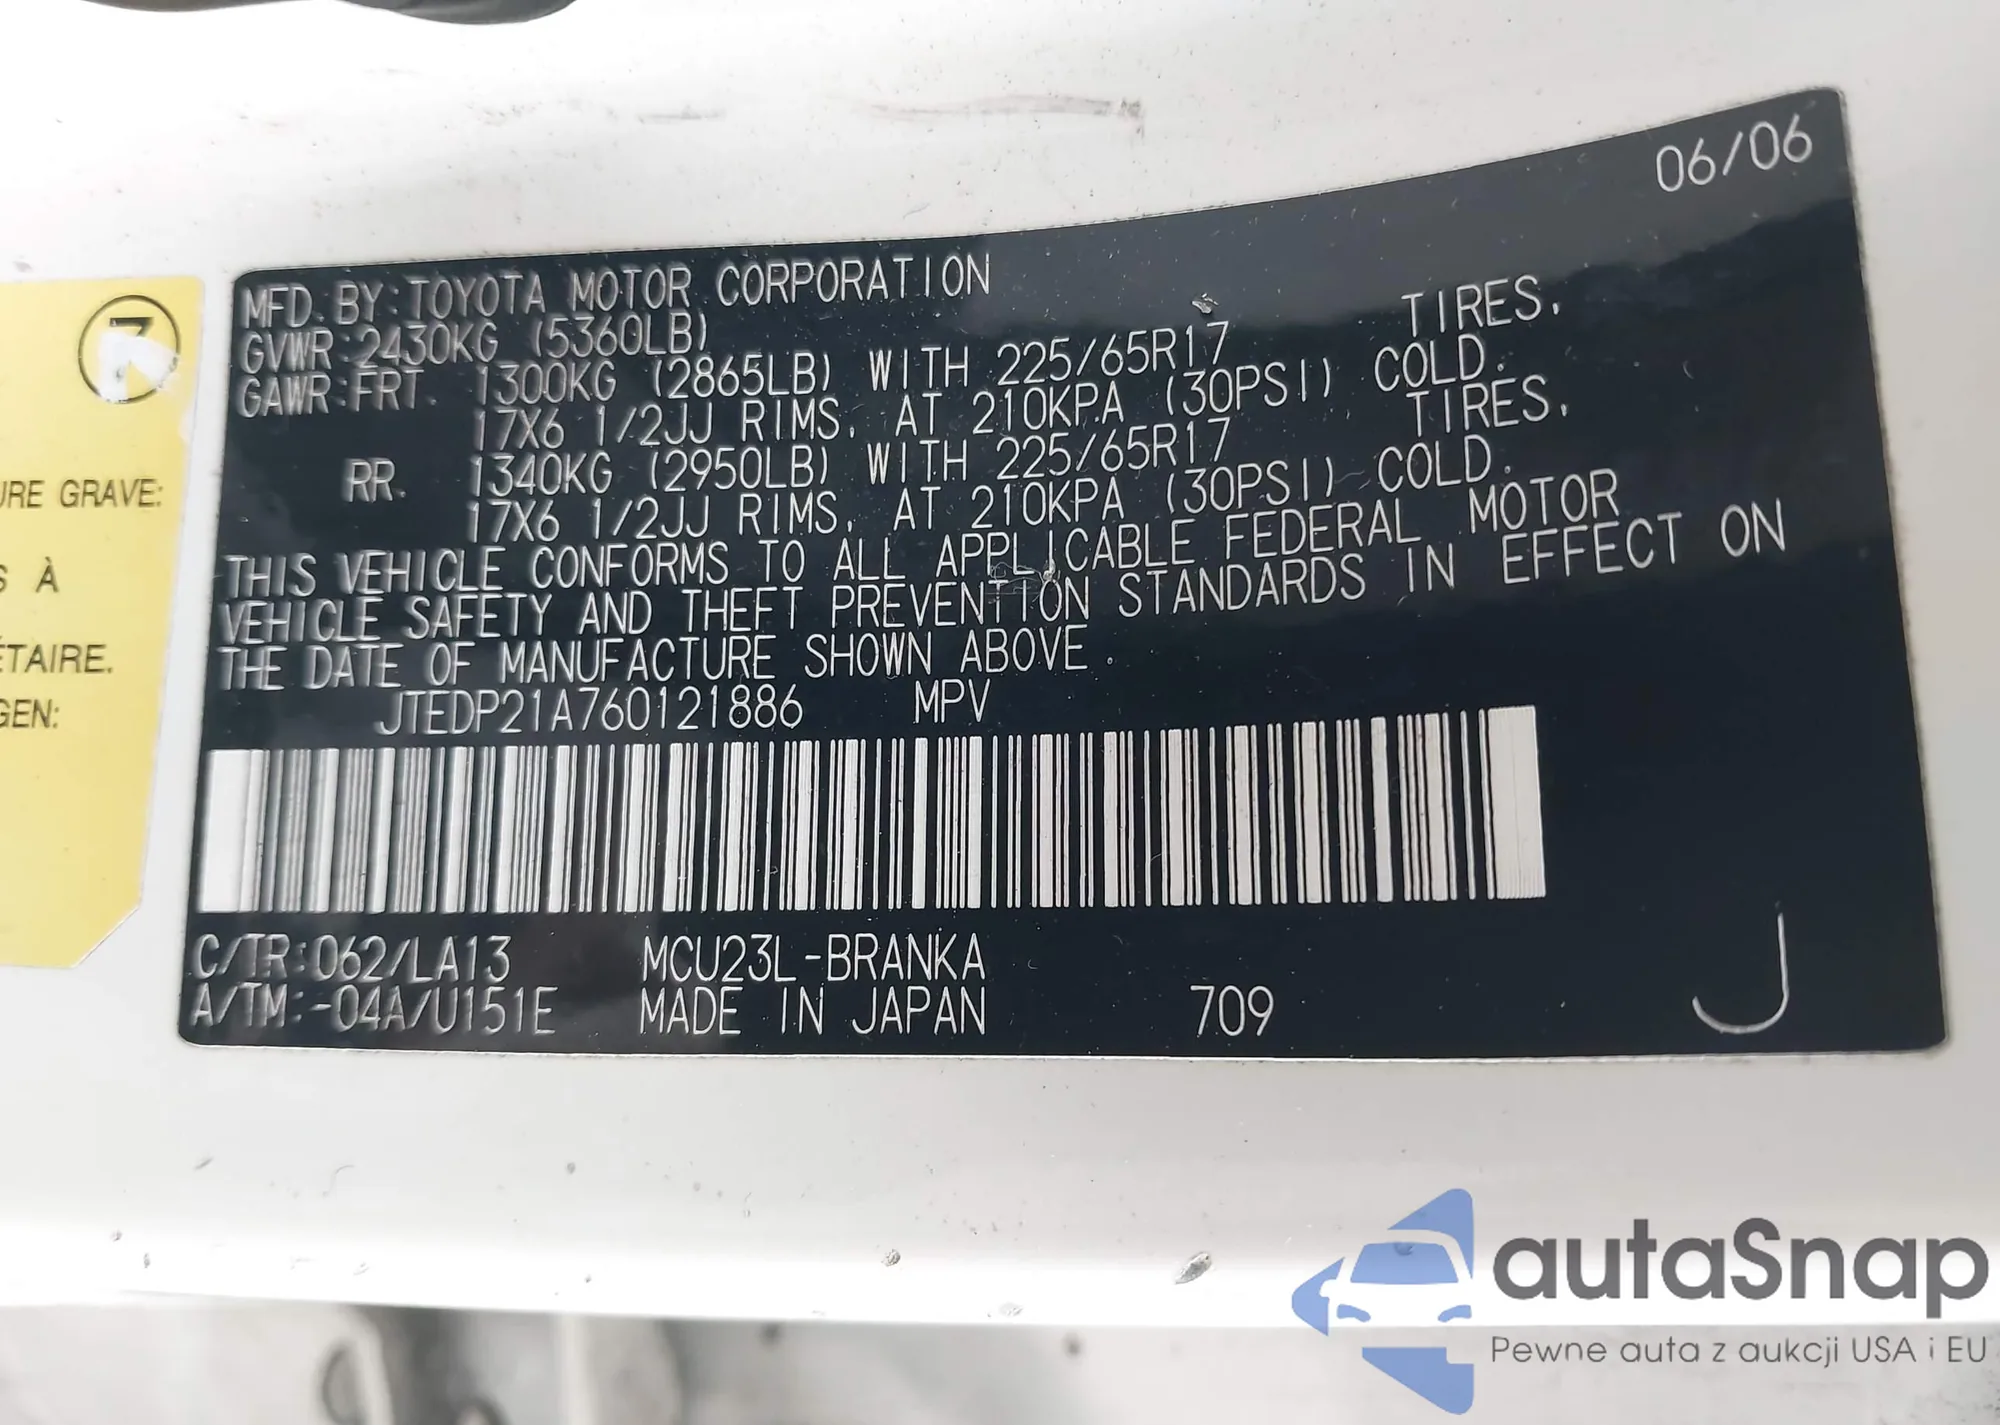 06/06
MFD. BY: TOYOTA MOTOR CORPORATION
GVWR 2430KG (5360LB)
GAWR FRT. 1300KG (2865LB) WITH 225/65R17 TIRES,
17X6 1/2JJ RIMS, AT 210KPA (30PSI) COLD.
RR. 1340KG (2950LB) WITH 225/65R17 TIRES,
17X6 1/2JJ RIMS, AT 210KPA (30PSI) COLD.
THIS VEHICLE CONFORMS TO ALL APPLICABLE FEDERAL MOTOR
VEHICLE SAFETY AND THEFT PREVENTION STANDARDS IN EFFECT ON
THE DATE OF MANUFACTURE SHOWN ABOVE.
JTEDP21A760121886 MPV
C/TR: 062/LA13 MCU23L-BRANKA
A/TM: -04A/U151E MADE IN JAPAN 709 J
GRAVE:
À
autaSnap
Pewne auta z aukcji USA i EU